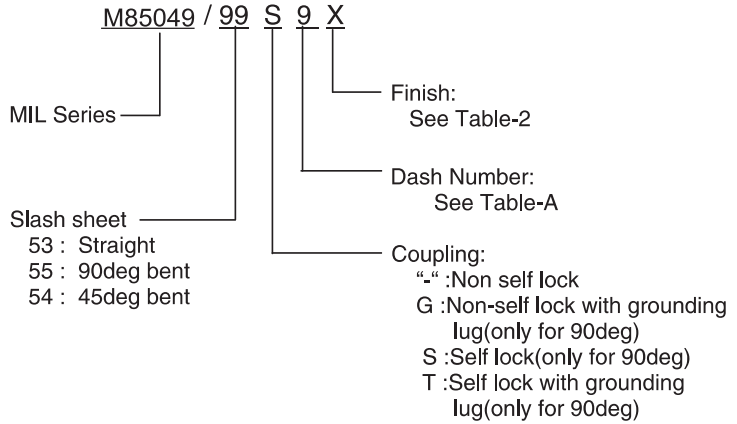 M85049 / 99 S 9 X
MIL Series
Finish:
See Table-2
Dash Number:
See Table-A
Slash sheet
53 : Straight
55 : 90deg bent
54 : 45deg bent
Coupling:
“-“ :Non self lock
G :Non-self lock with grounding
lug(only for 90deg)
S :Self lock(only for 90deg)
T :Self lock with grounding
lug(only for 90deg)